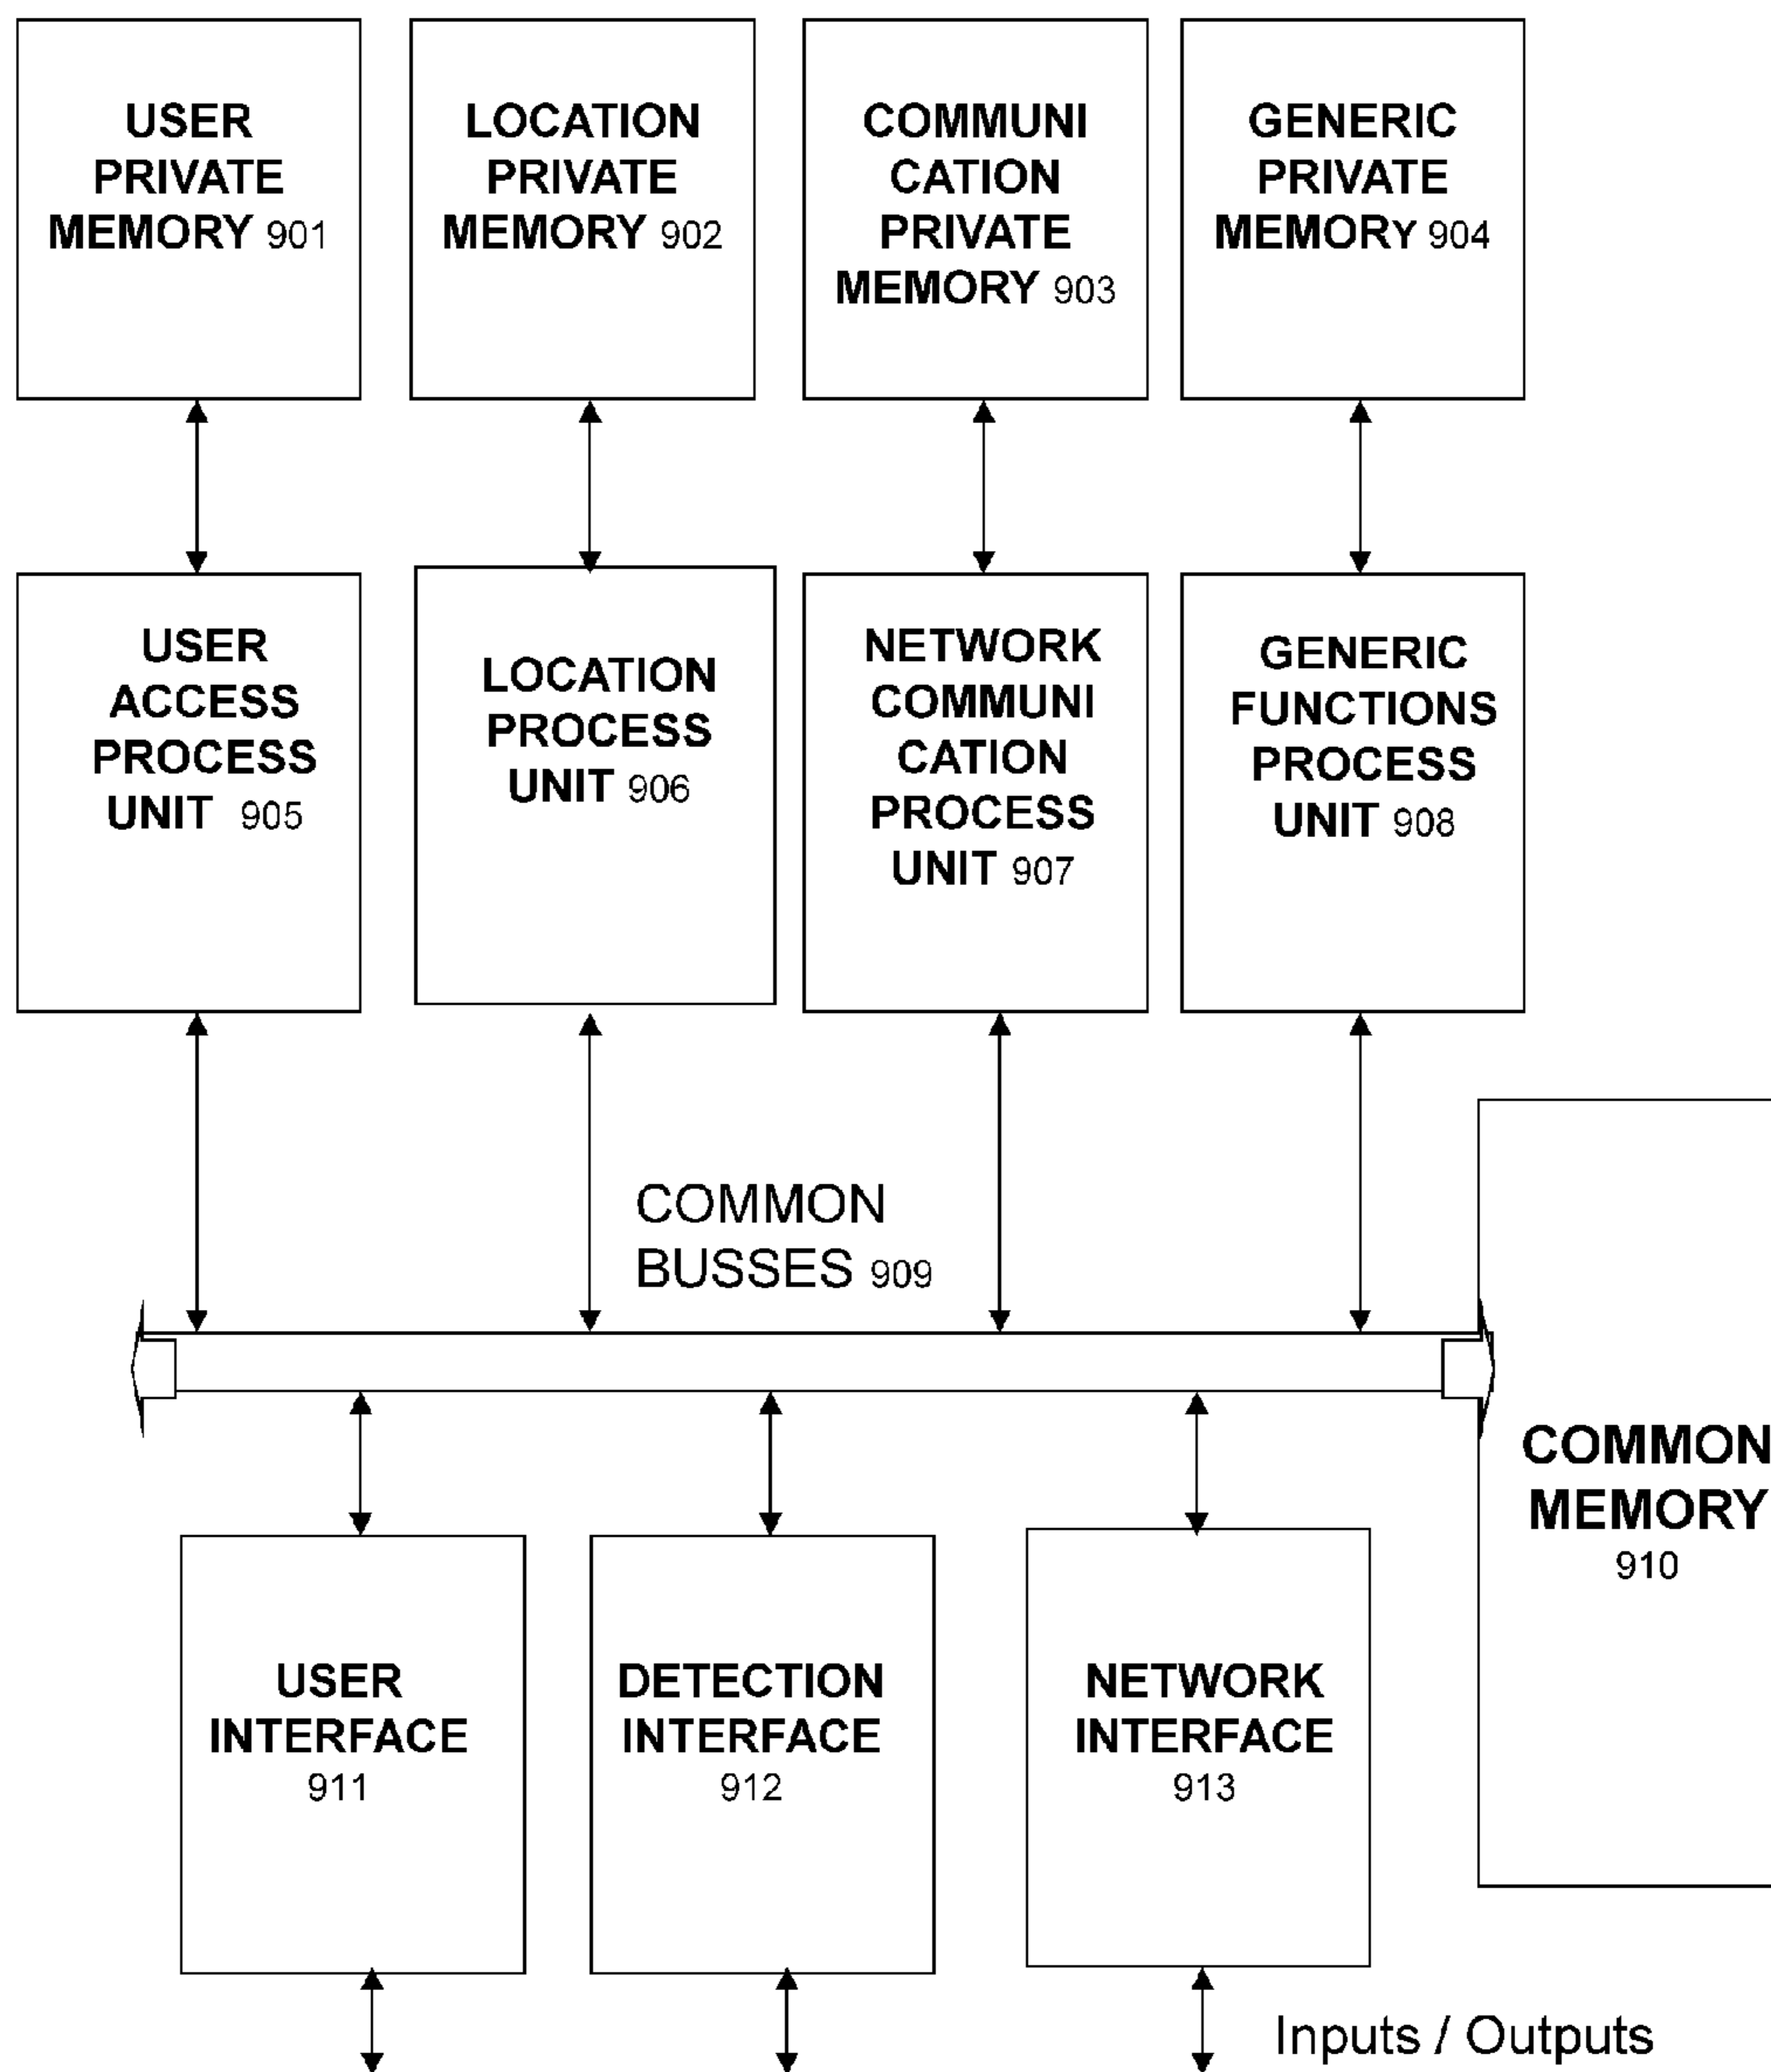 USER
PRIVATE
MEMORY 901
LOCATION
PRIVATE
MEMORY 902
COMMUNI
CATION
PRIVATE
MEMORY 903
GENERIC
PRIVATE
MEMORY 904
USER
ACCESS
PROCESS
UNIT 905
LOCATION
PROCESS
UNIT 906
NETWORK
COMMUNI
CATION
PROCESS
UNIT 907
GENERIC
FUNCTIONS
PROCESS
UNIT 908
COMMON
BUSSES 909
COMMON
MEMORY
910
USER
INTERFACE
911
DETECTION
INTERFACE
912
NETWORK
INTERFACE
913
Inputs / Outputs